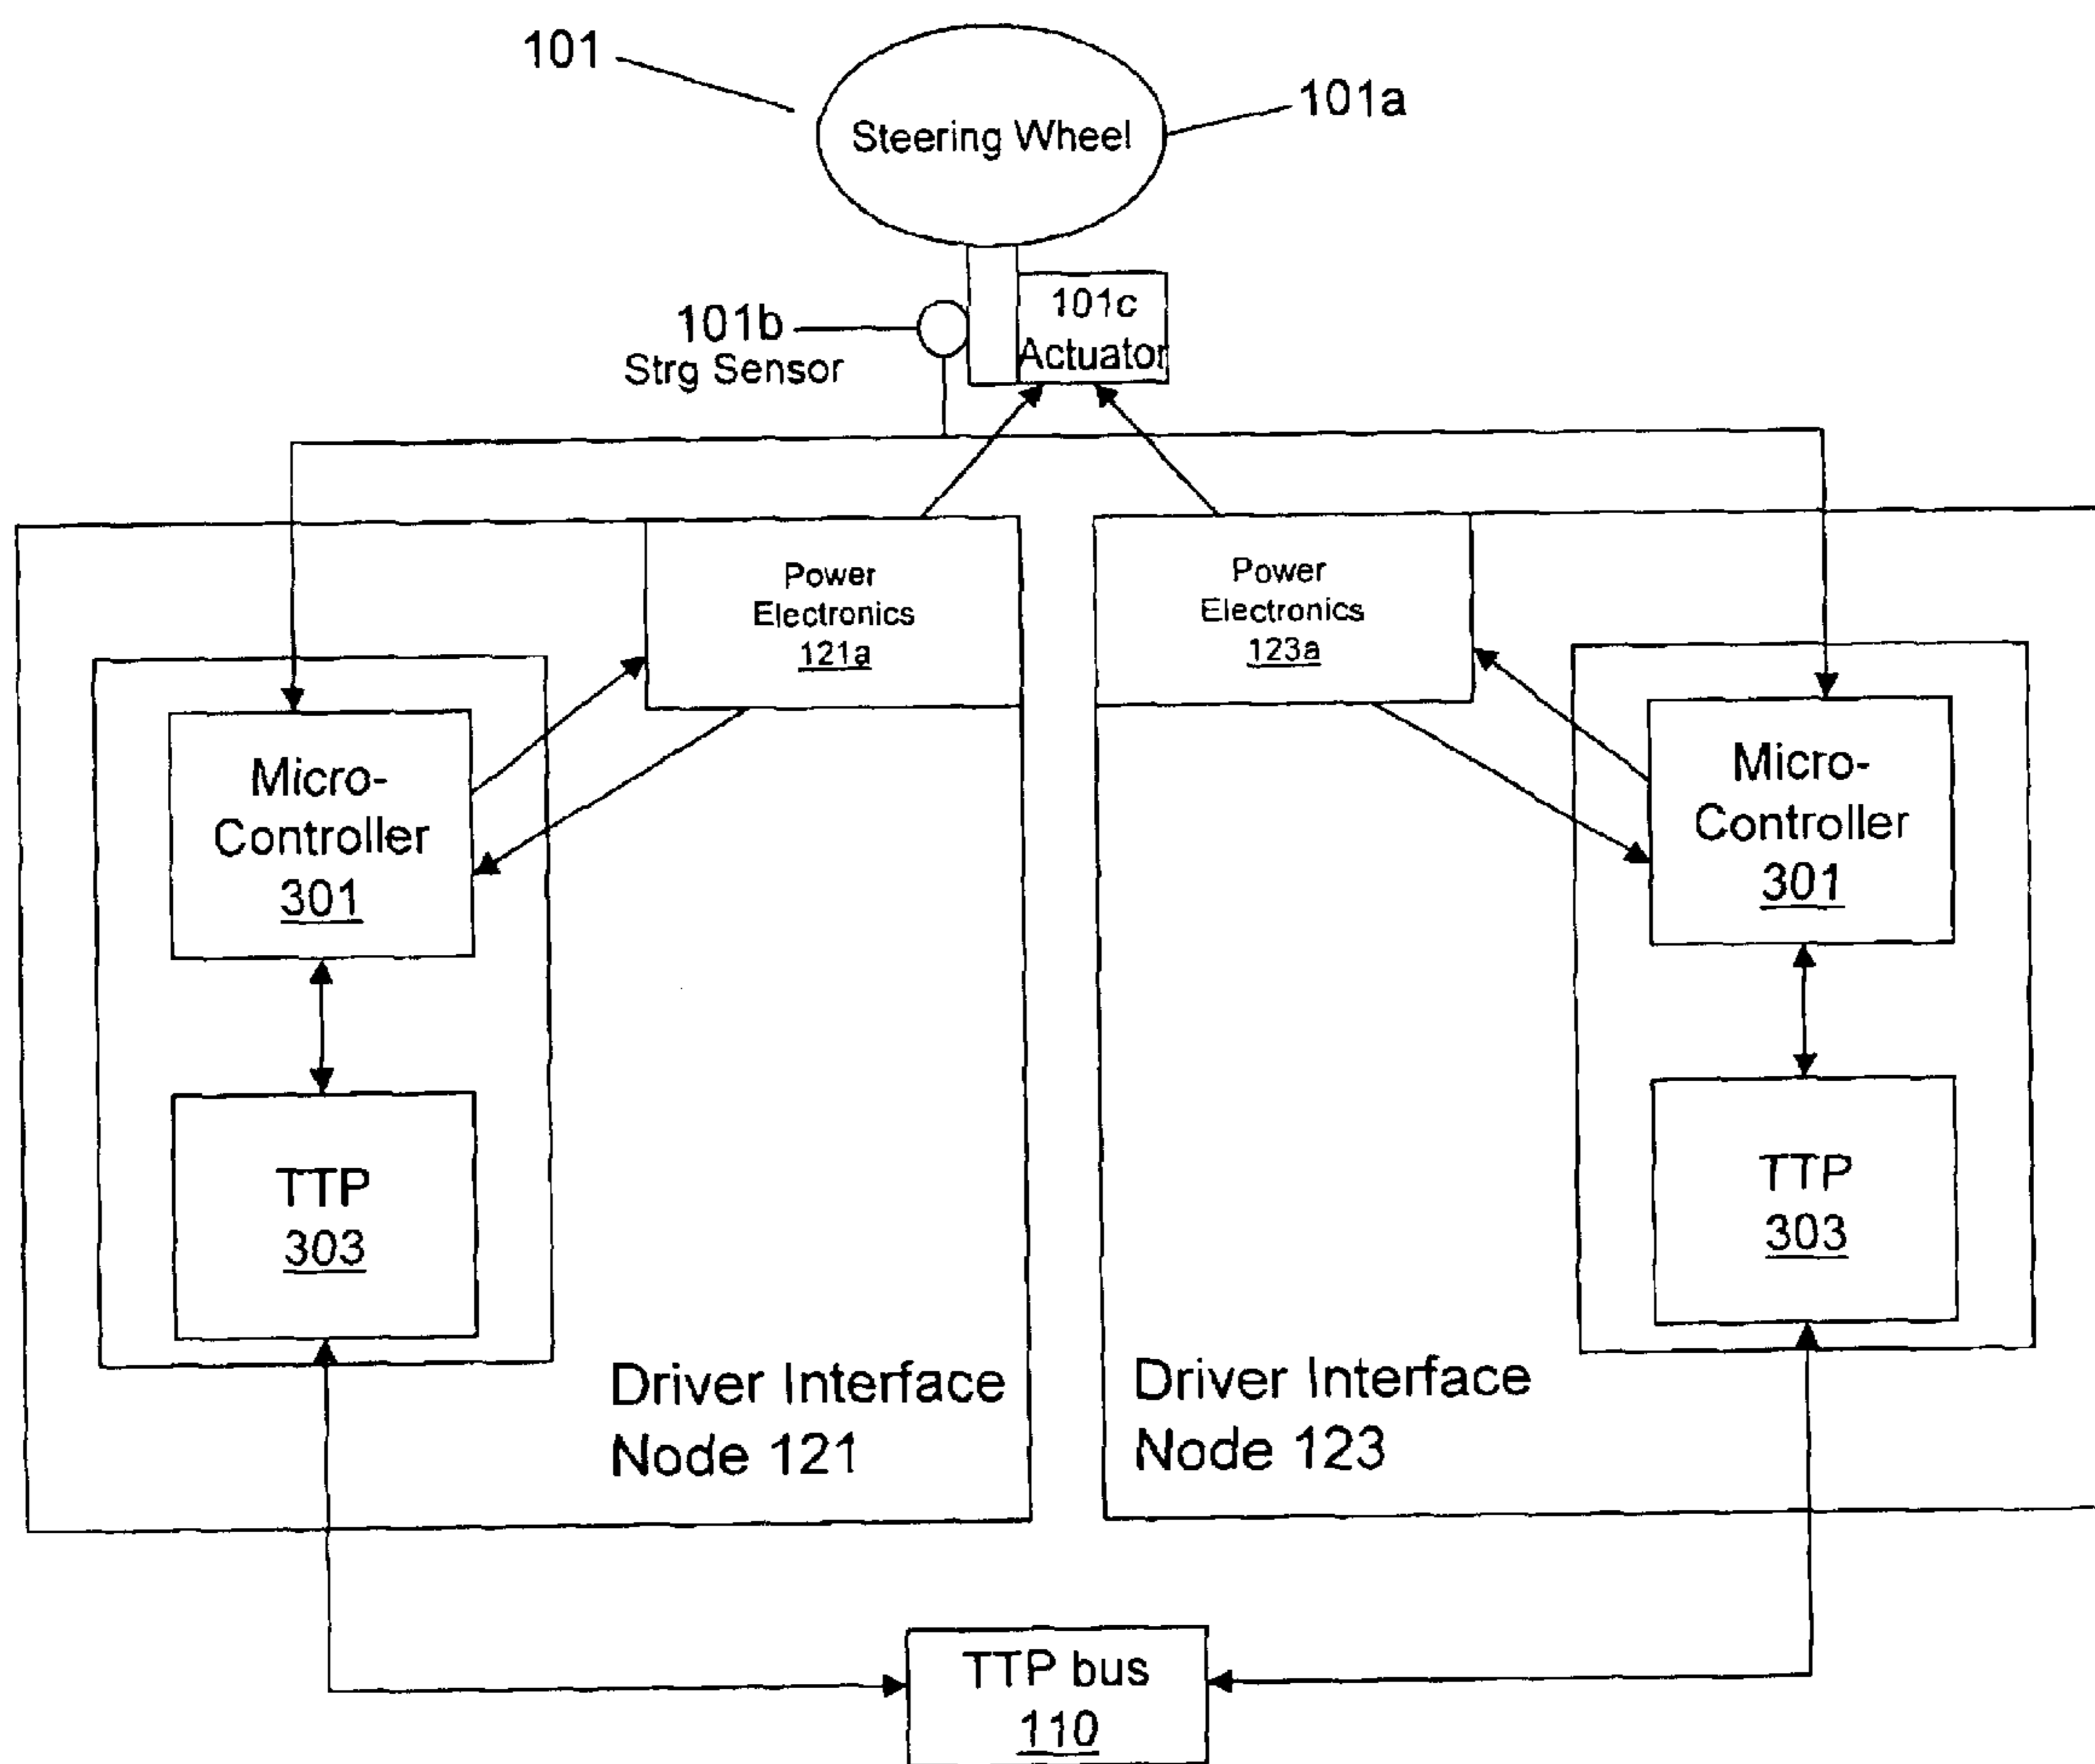 101
101a
Steering Wheel
101b
Strg Sensor
101c
Actuator
Power
Electronics
121a
Power
Electronics
123a
Micro-
Controller
301
Micro-
Controller
301
TTP
303
TTP
303
Driver Interface
Node 121
Driver Interface
Node 123
TTP bus
110